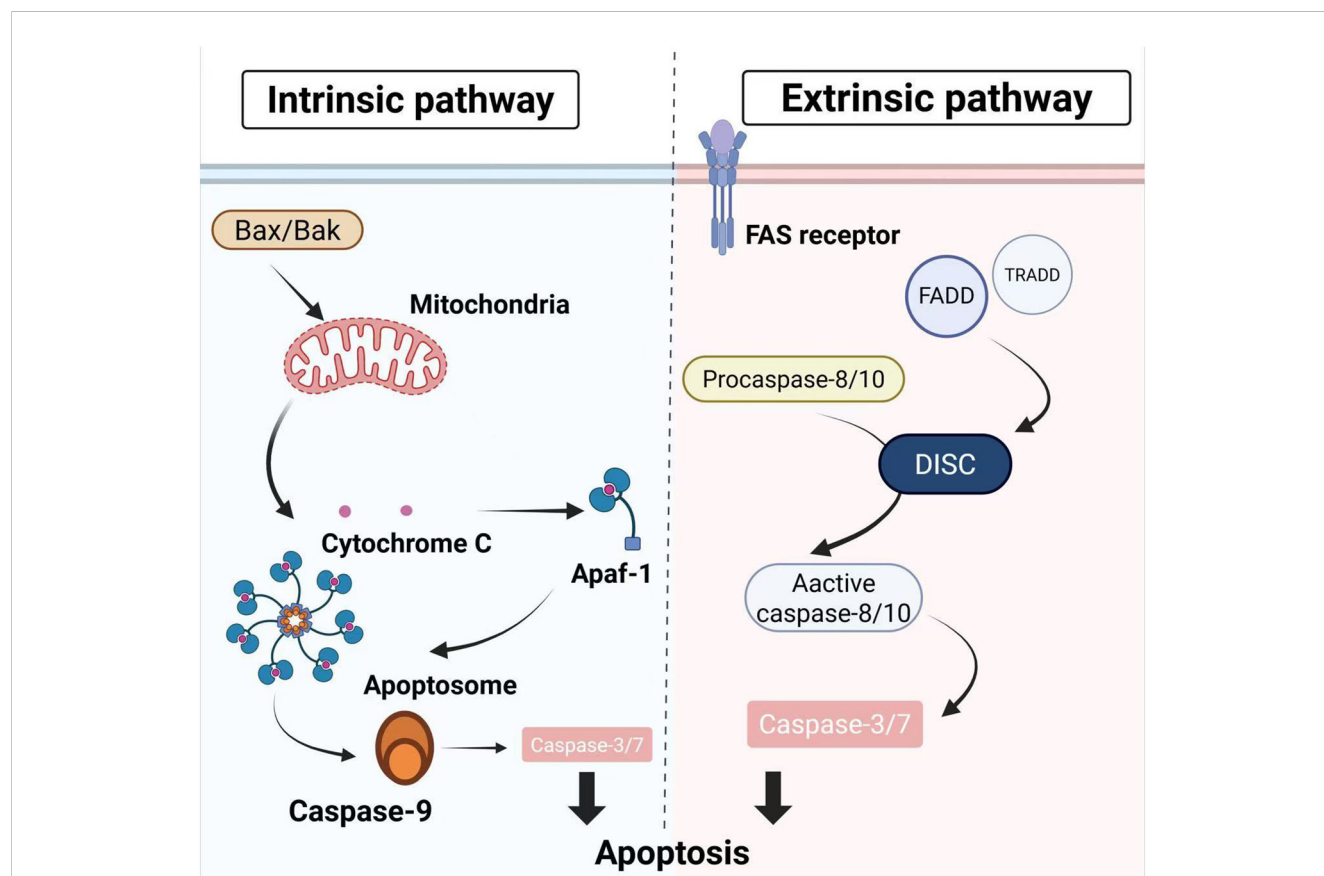 Intrinsic pathway
Bax/Bak
Mitochondria
Cytochrome C
Apaf-1
Apoptosome
Caspase-9
Caspase-3/7
Extrinsic pathway
FAS receptor
FADD
TRADD
Procaspase-8/10
DISC
Aactive
caspase-8/10
Caspase-3/7
Apoptosis